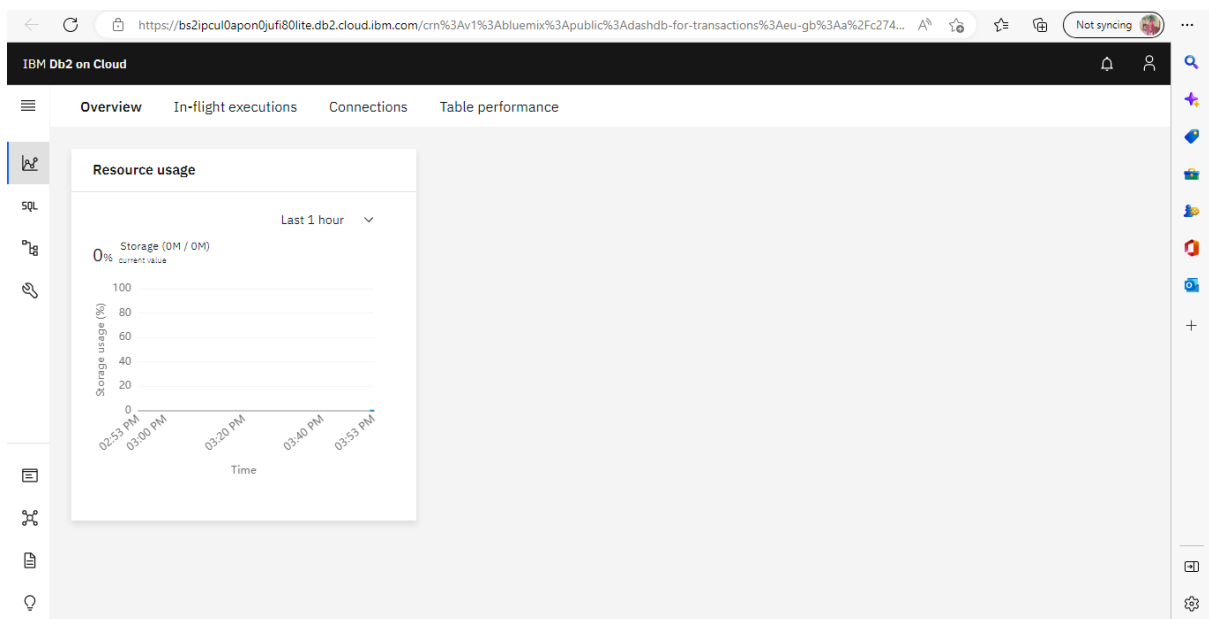 https://bs2ipcul0apon0jufi80lite.db2.cloud.ibm.com/crn%3Av1%3Abluemix%3Apublic%3Adashdb-for-transactions%3Aeu-gb%3Aa%2Fc274...
Not syncing
IBM Db2 on Cloud
Overview In-flight executions Connections Table performance
Resource usage
SQL
Last 1 hour
0% Storage (0M / 0M)
current value
100
80
60
40
20
0
Storage usage (%)
02:53 PM 03:00 PM 03:20 PM 03:40 PM 03:53 PM
Time